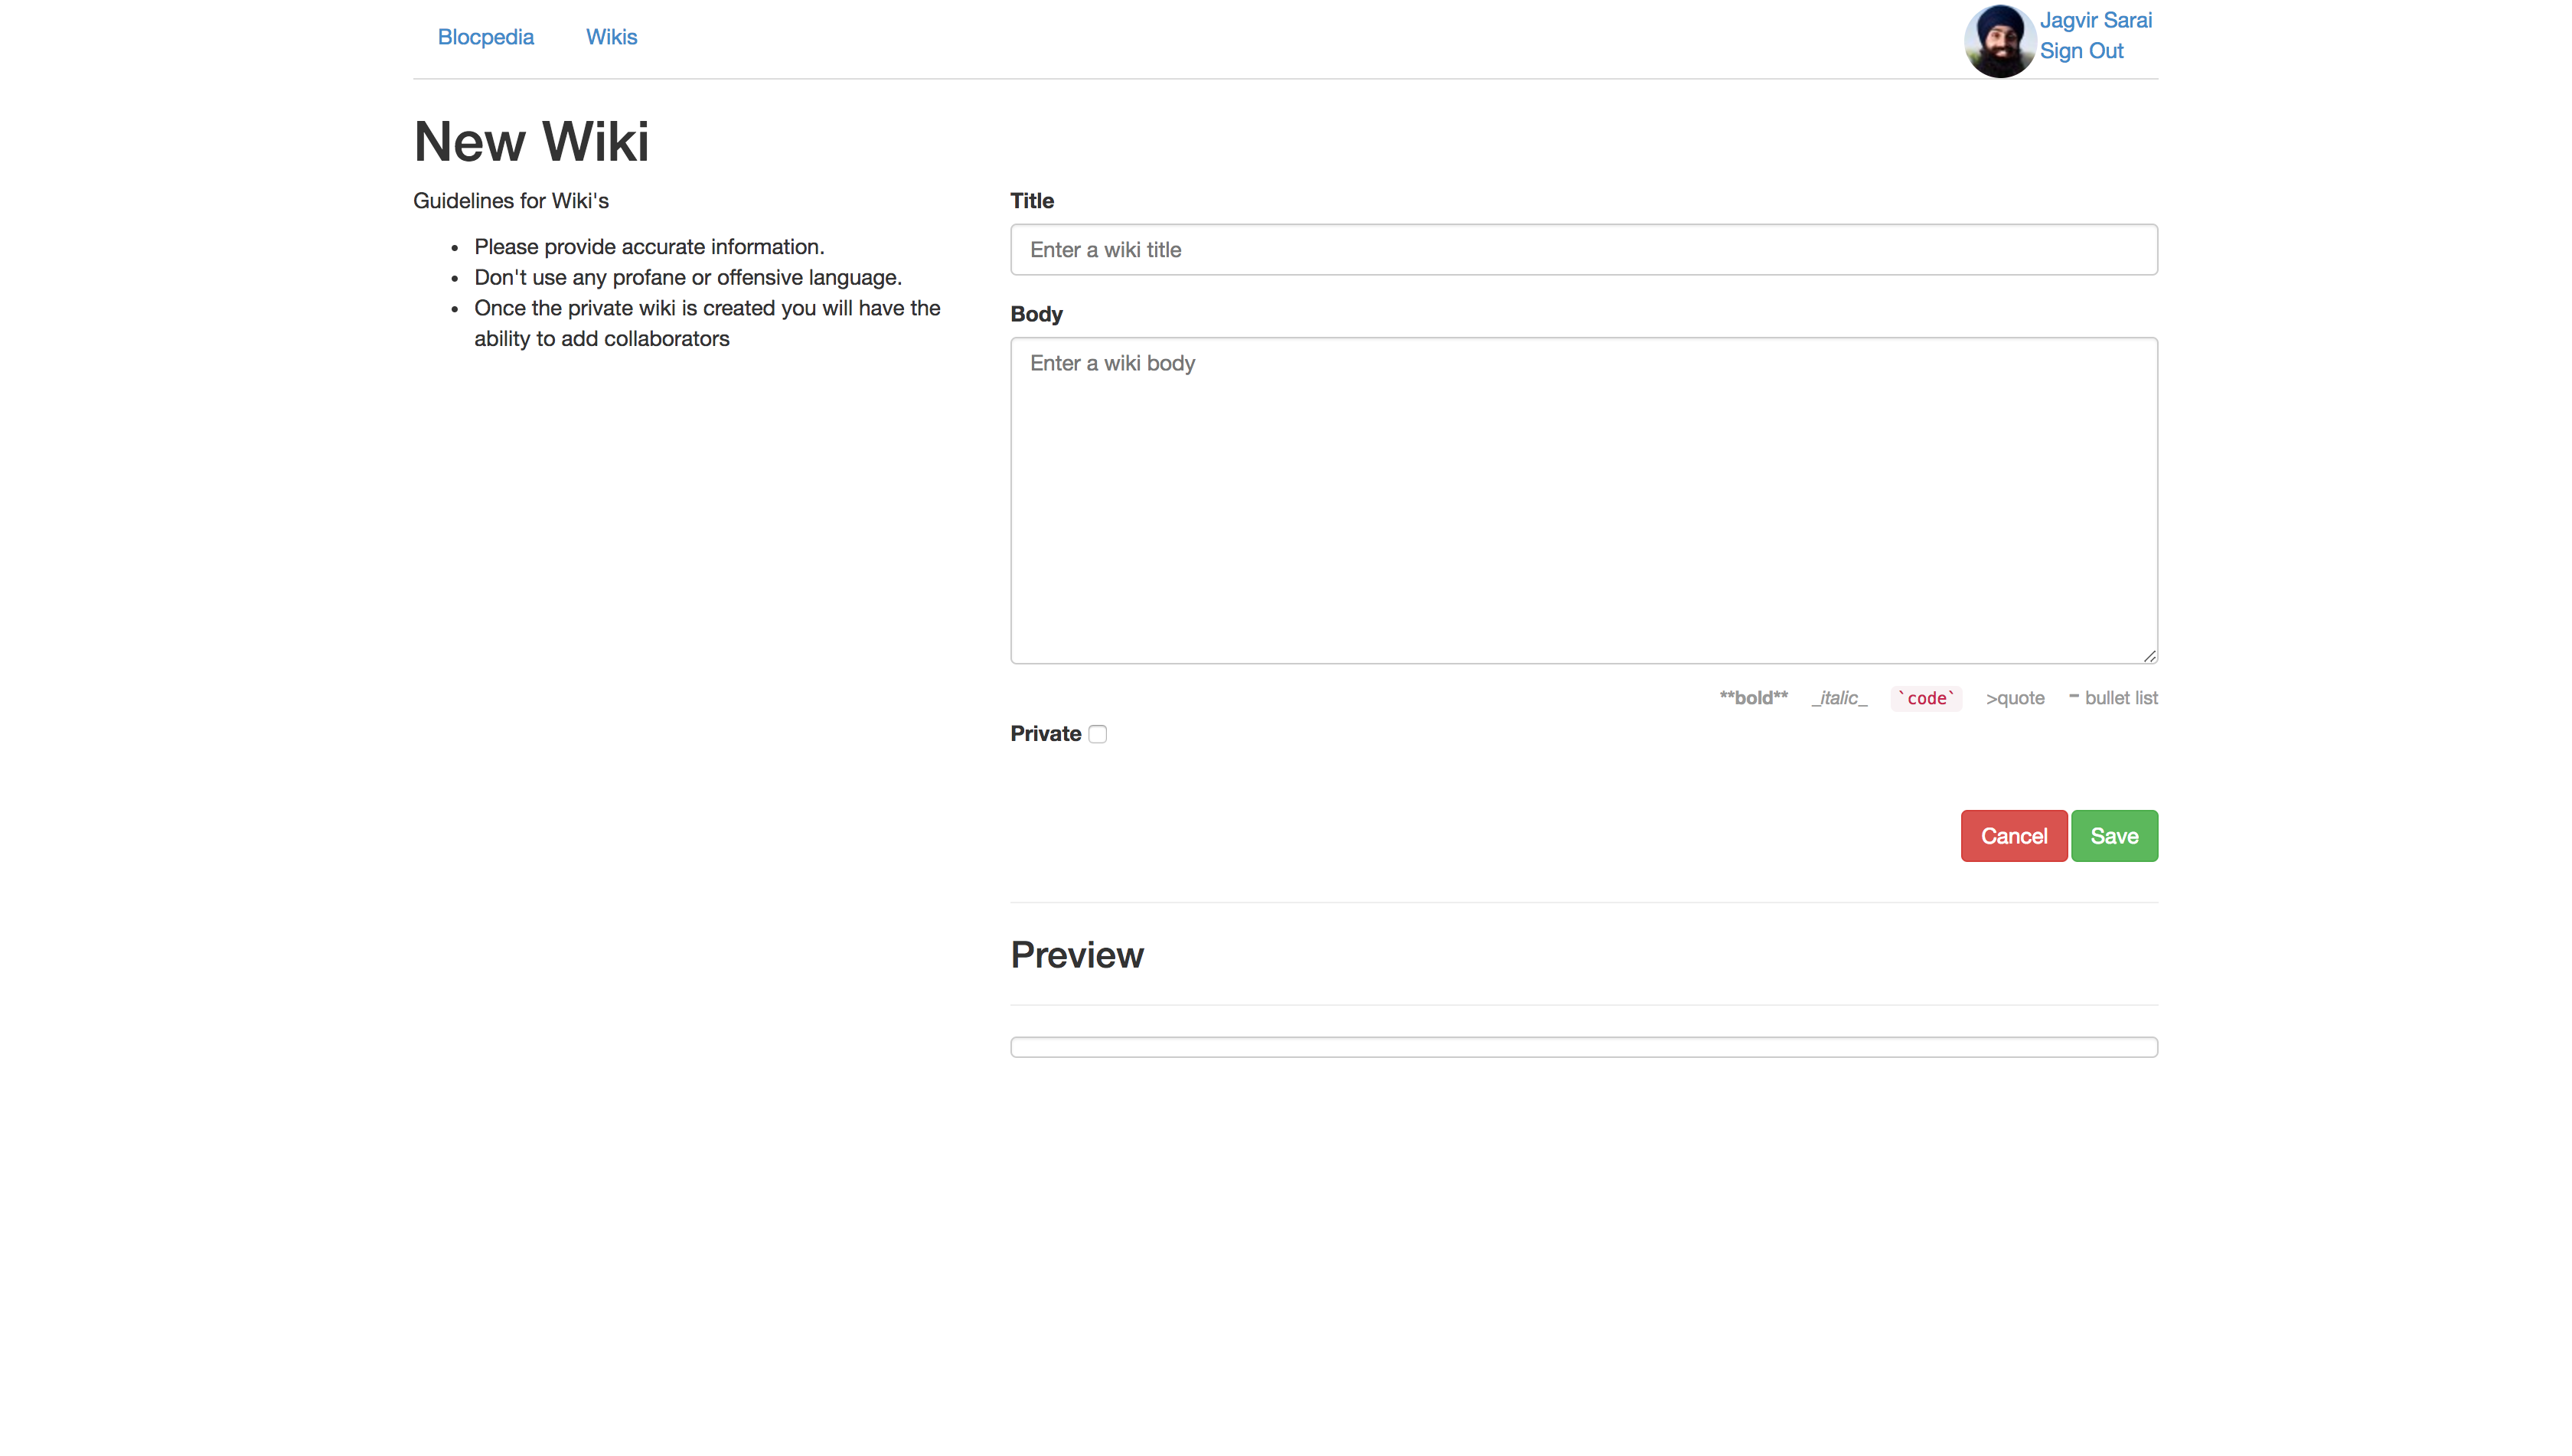 Blocpedia Wikis Jagvir Sarai
Sign Out
New Wiki
Guidelines for Wiki's
Please provide accurate information.
Don't use any profane or offensive language.
Once the private wiki is created you will have the
ability to add collaborators
Title
Enter a wiki title
Body
Enter a wiki body
**bold** _italic_ `code` >quote - bullet list
Private
Cancel Save
Preview